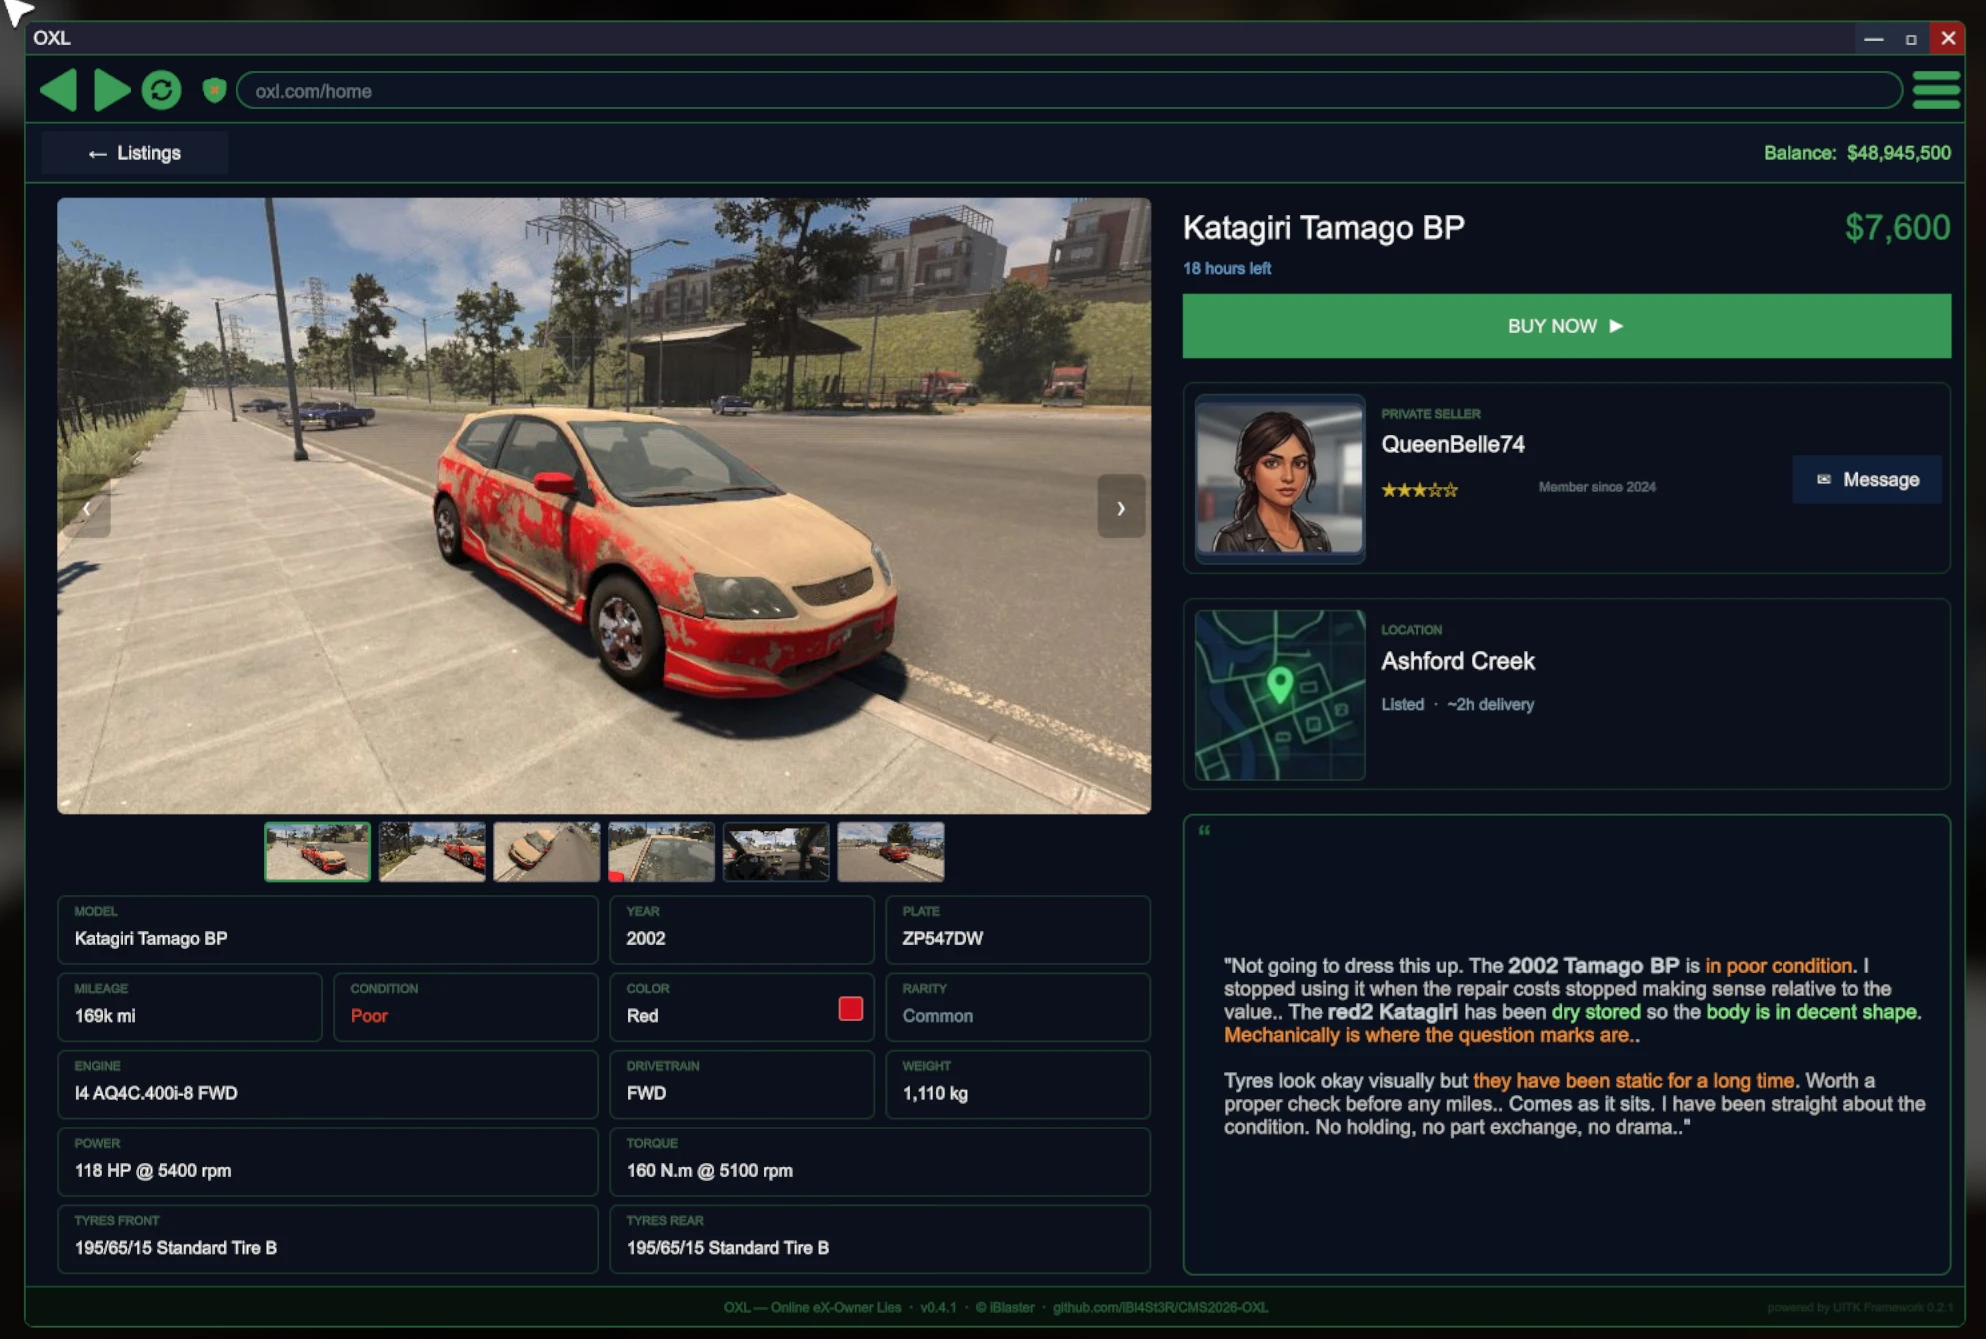 OXL
oxl.com/home
← Listings
Balance: $48,945,500
Katagiri Tamago BP
$7,600
18 hours left
BUY NOW ▶
PRIVATE SELLER
QueenBelle74
★★★☆☆
Member since 2024
✉ Message
LOCATION
Ashford Creek
Listed · ~2h delivery
1/6
“
"Not going to dress this up. The 2002 Tamago BP is in poor condition. I
stopped using it when the repair costs stopped making sense relative to the
value.. The red2 Katagiri has been dry stored so the body is in decent shape.
Mechanically is where the question marks are..
Tyres look okay visually but they have been static for a long time. Worth a
proper check before any miles.. Comes as it sits. I have been straight about the
condition. No holding, no part exchange, no drama.."
MODEL
Katagiri Tamago BP
YEAR
2002
PLATE
ZP547DW
MILEAGE
169k mi
CONDITION
Poor
COLOR
Red
RARITY
Common
ENGINE
I4 AQ4C.400i-8 FWD
DRIVETRAIN
FWD
WEIGHT
1,110 kg
POWER
118 HP @ 5400 rpm
TORQUE
160 N.m @ 5100 rpm
TYRES FRONT
195/65/15 Standard Tire B
TYRES REAR
195/65/15 Standard Tire B
OXL — Online eX-Owner Lies · v0.4.1 · © iBlaster · github.com/iBl4St3R/CMS2026-OXL
powered by UITK Framework 0.2.1